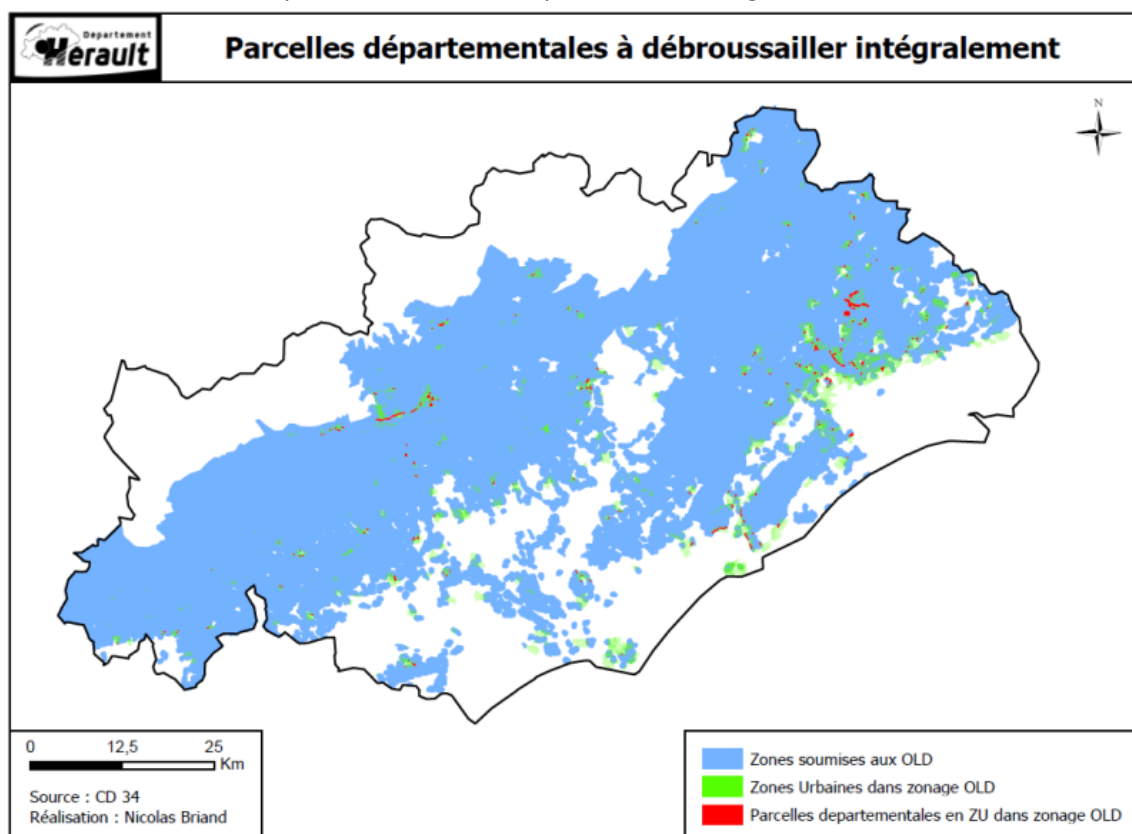 Département
Hérault
Parcelles départementales à débroussailler intégralement
N
0 12,5 25
Km
Source : CD 34
Réalisation : Nicolas Briand
Zones soumises aux OLD
Zones Urbaines dans zonage OLD
Parcelles departementales en ZU dans zonage OLD